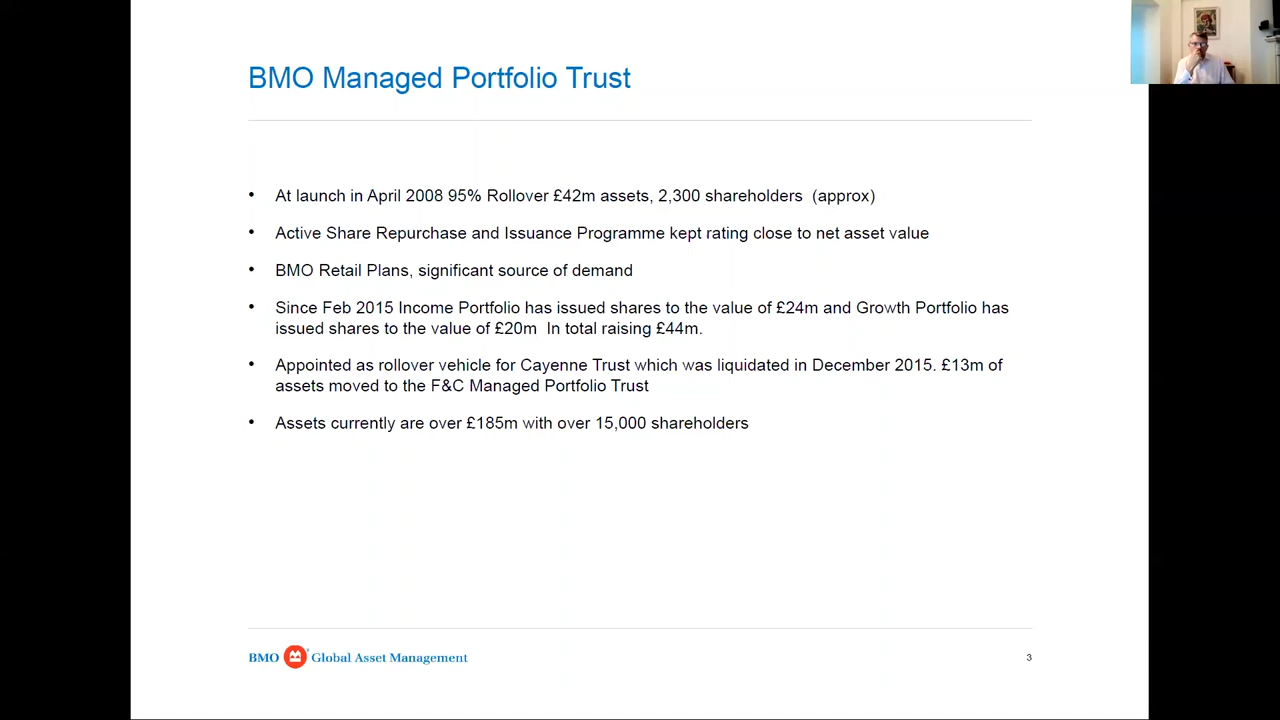 BMO Managed Portfolio Trust
• At launch in April 2008 95% Rollover £42m assets, 2,300 shareholders (approx)
• Active Share Repurchase and Issuance Programme kept rating close to net asset value
• BMO Retail Plans, significant source of demand
• Since Feb 2015 Income Portfolio has issued shares to the value of £24m and Growth Portfolio has
issued shares to the value of £20m In total raising £44m.
• Appointed as rollover vehicle for Cayenne Trust which was liquidated in December 2015. £13m of
assets moved to the F&C Managed Portfolio Trust
• Assets currently are over £185m with over 15,000 shareholders
BMO Global Asset Management
3